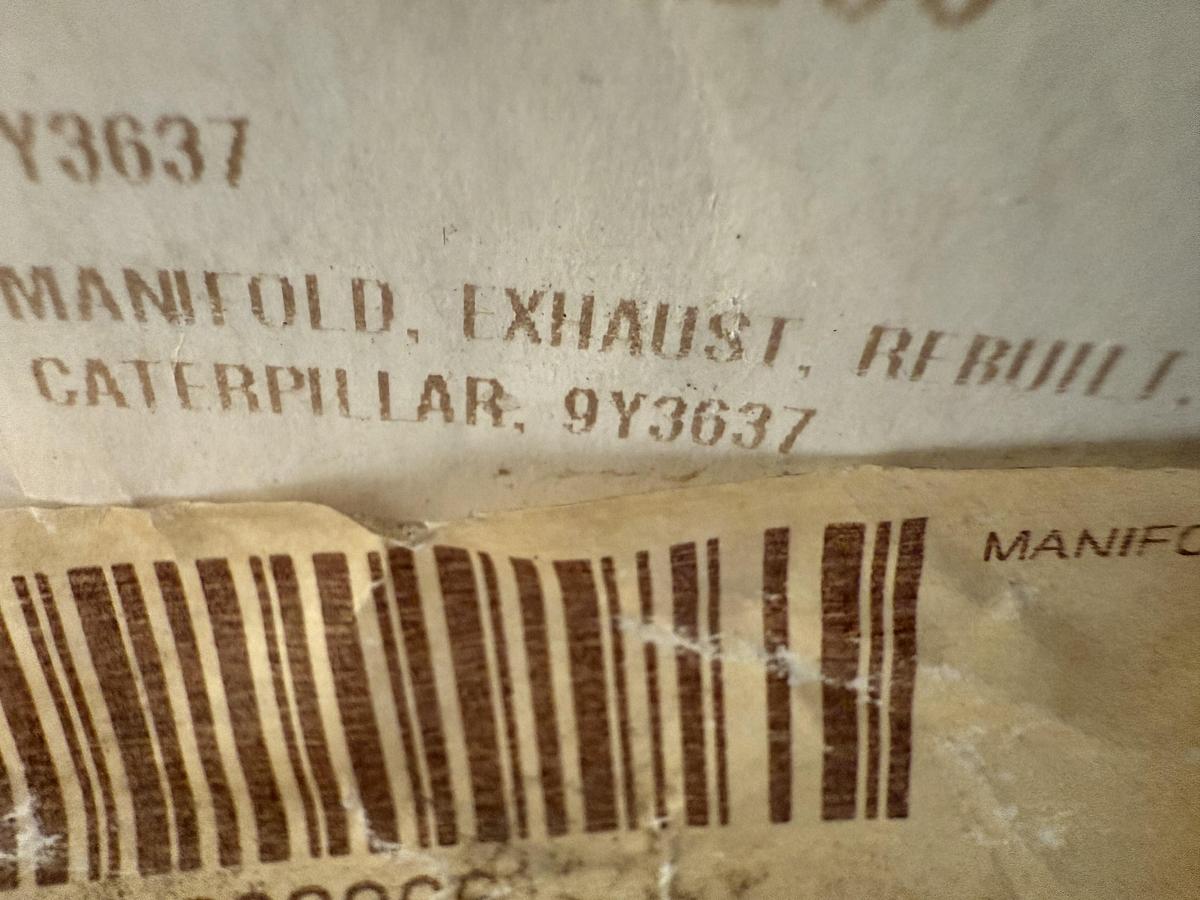 Y3637
MANIFOLD, EXHAUST, REBUILT,
CATERPILLAR, 9Y3637
MANIFO